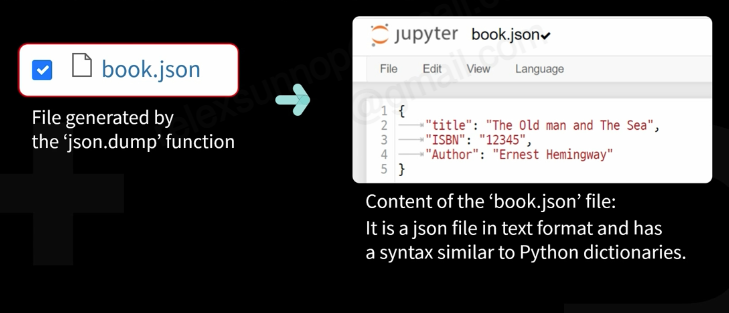 book.json
File generated by
the ‘json.dump’ function
jupyter book.json✔
File Edit View Language
1 {
2 "title": "The Old man and The Sea",
3 "ISBN": "12345",
4 "Author": "Ernest Hemingway"
5 }
Content of the ‘book.json’ file:
It is a json file in text format and has
a syntax similar to Python dictionaries.